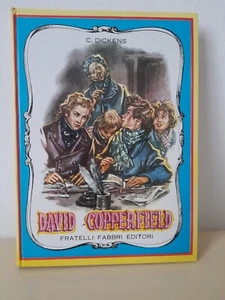 C. DICKENS
DAVID COPPERFIELD
FRATELLI FABBRI EDITORI